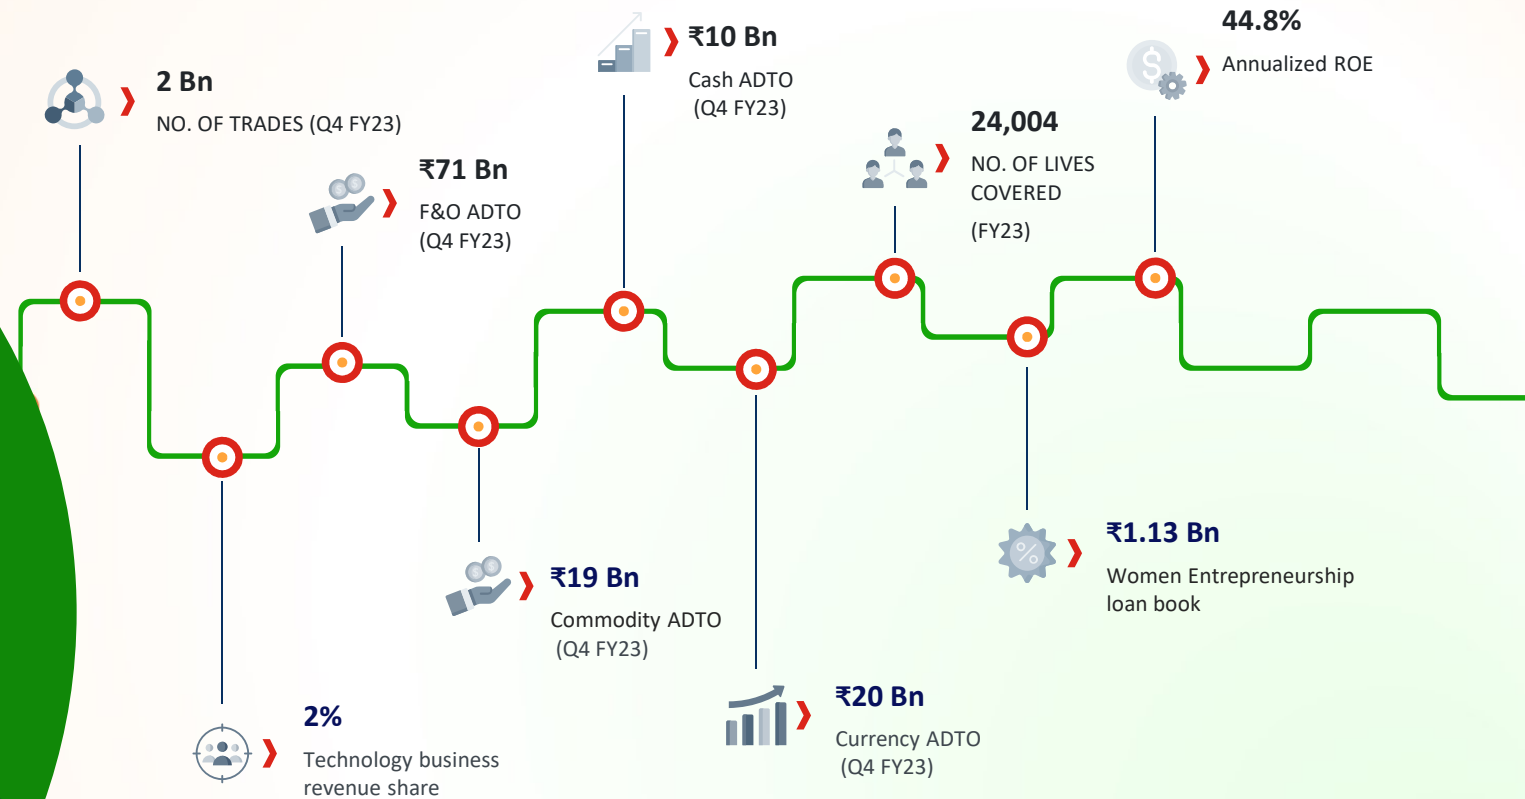 2 Bn
NO. OF TRADES (Q4 FY23)
2%
Technology business
revenue share
₹71 Bn
F&O ADTO
(Q4 FY23)
₹19 Bn
Commodity ADTO
(Q4 FY23)
₹10 Bn
Cash ADTO
(Q4 FY23)
₹20 Bn
Currency ADTO
(Q4 FY23)
24,004
NO. OF LIVES
COVERED
(FY23)
₹1.13 Bn
Women Entrepreneurship
loan book
44.8%
Annualized ROE